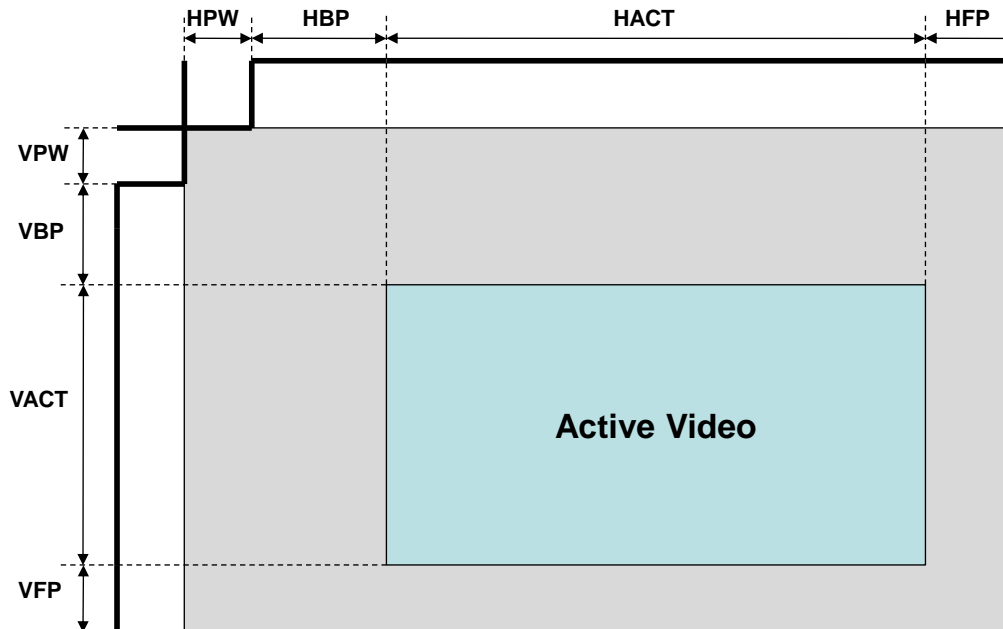 HPW HBP HACT HFP
VPW
VBP
VACT
Active Video
VFP